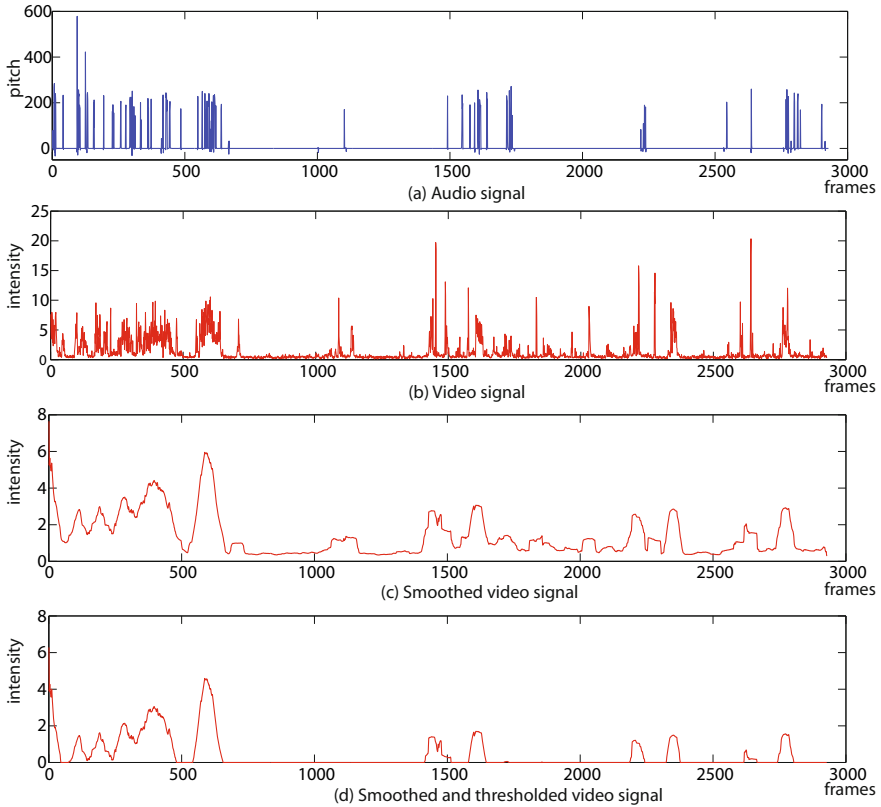 600
400
200
0
pitch
0 500 1000 1500 2000 2500 3000
frames
(a) Audio signal
25
20
15
10
5
0
intensity
0 500 1000 1500 2000 2500 3000
frames
(b) Video signal
8
6
4
2
0
intensity
0 500 1000 1500 2000 2500 3000
frames
(c) Smoothed video signal
8
6
4
2
0
intensity
0 500 1000 1500 2000 2500 3000
frames
(d) Smoothed and thresholded video signal